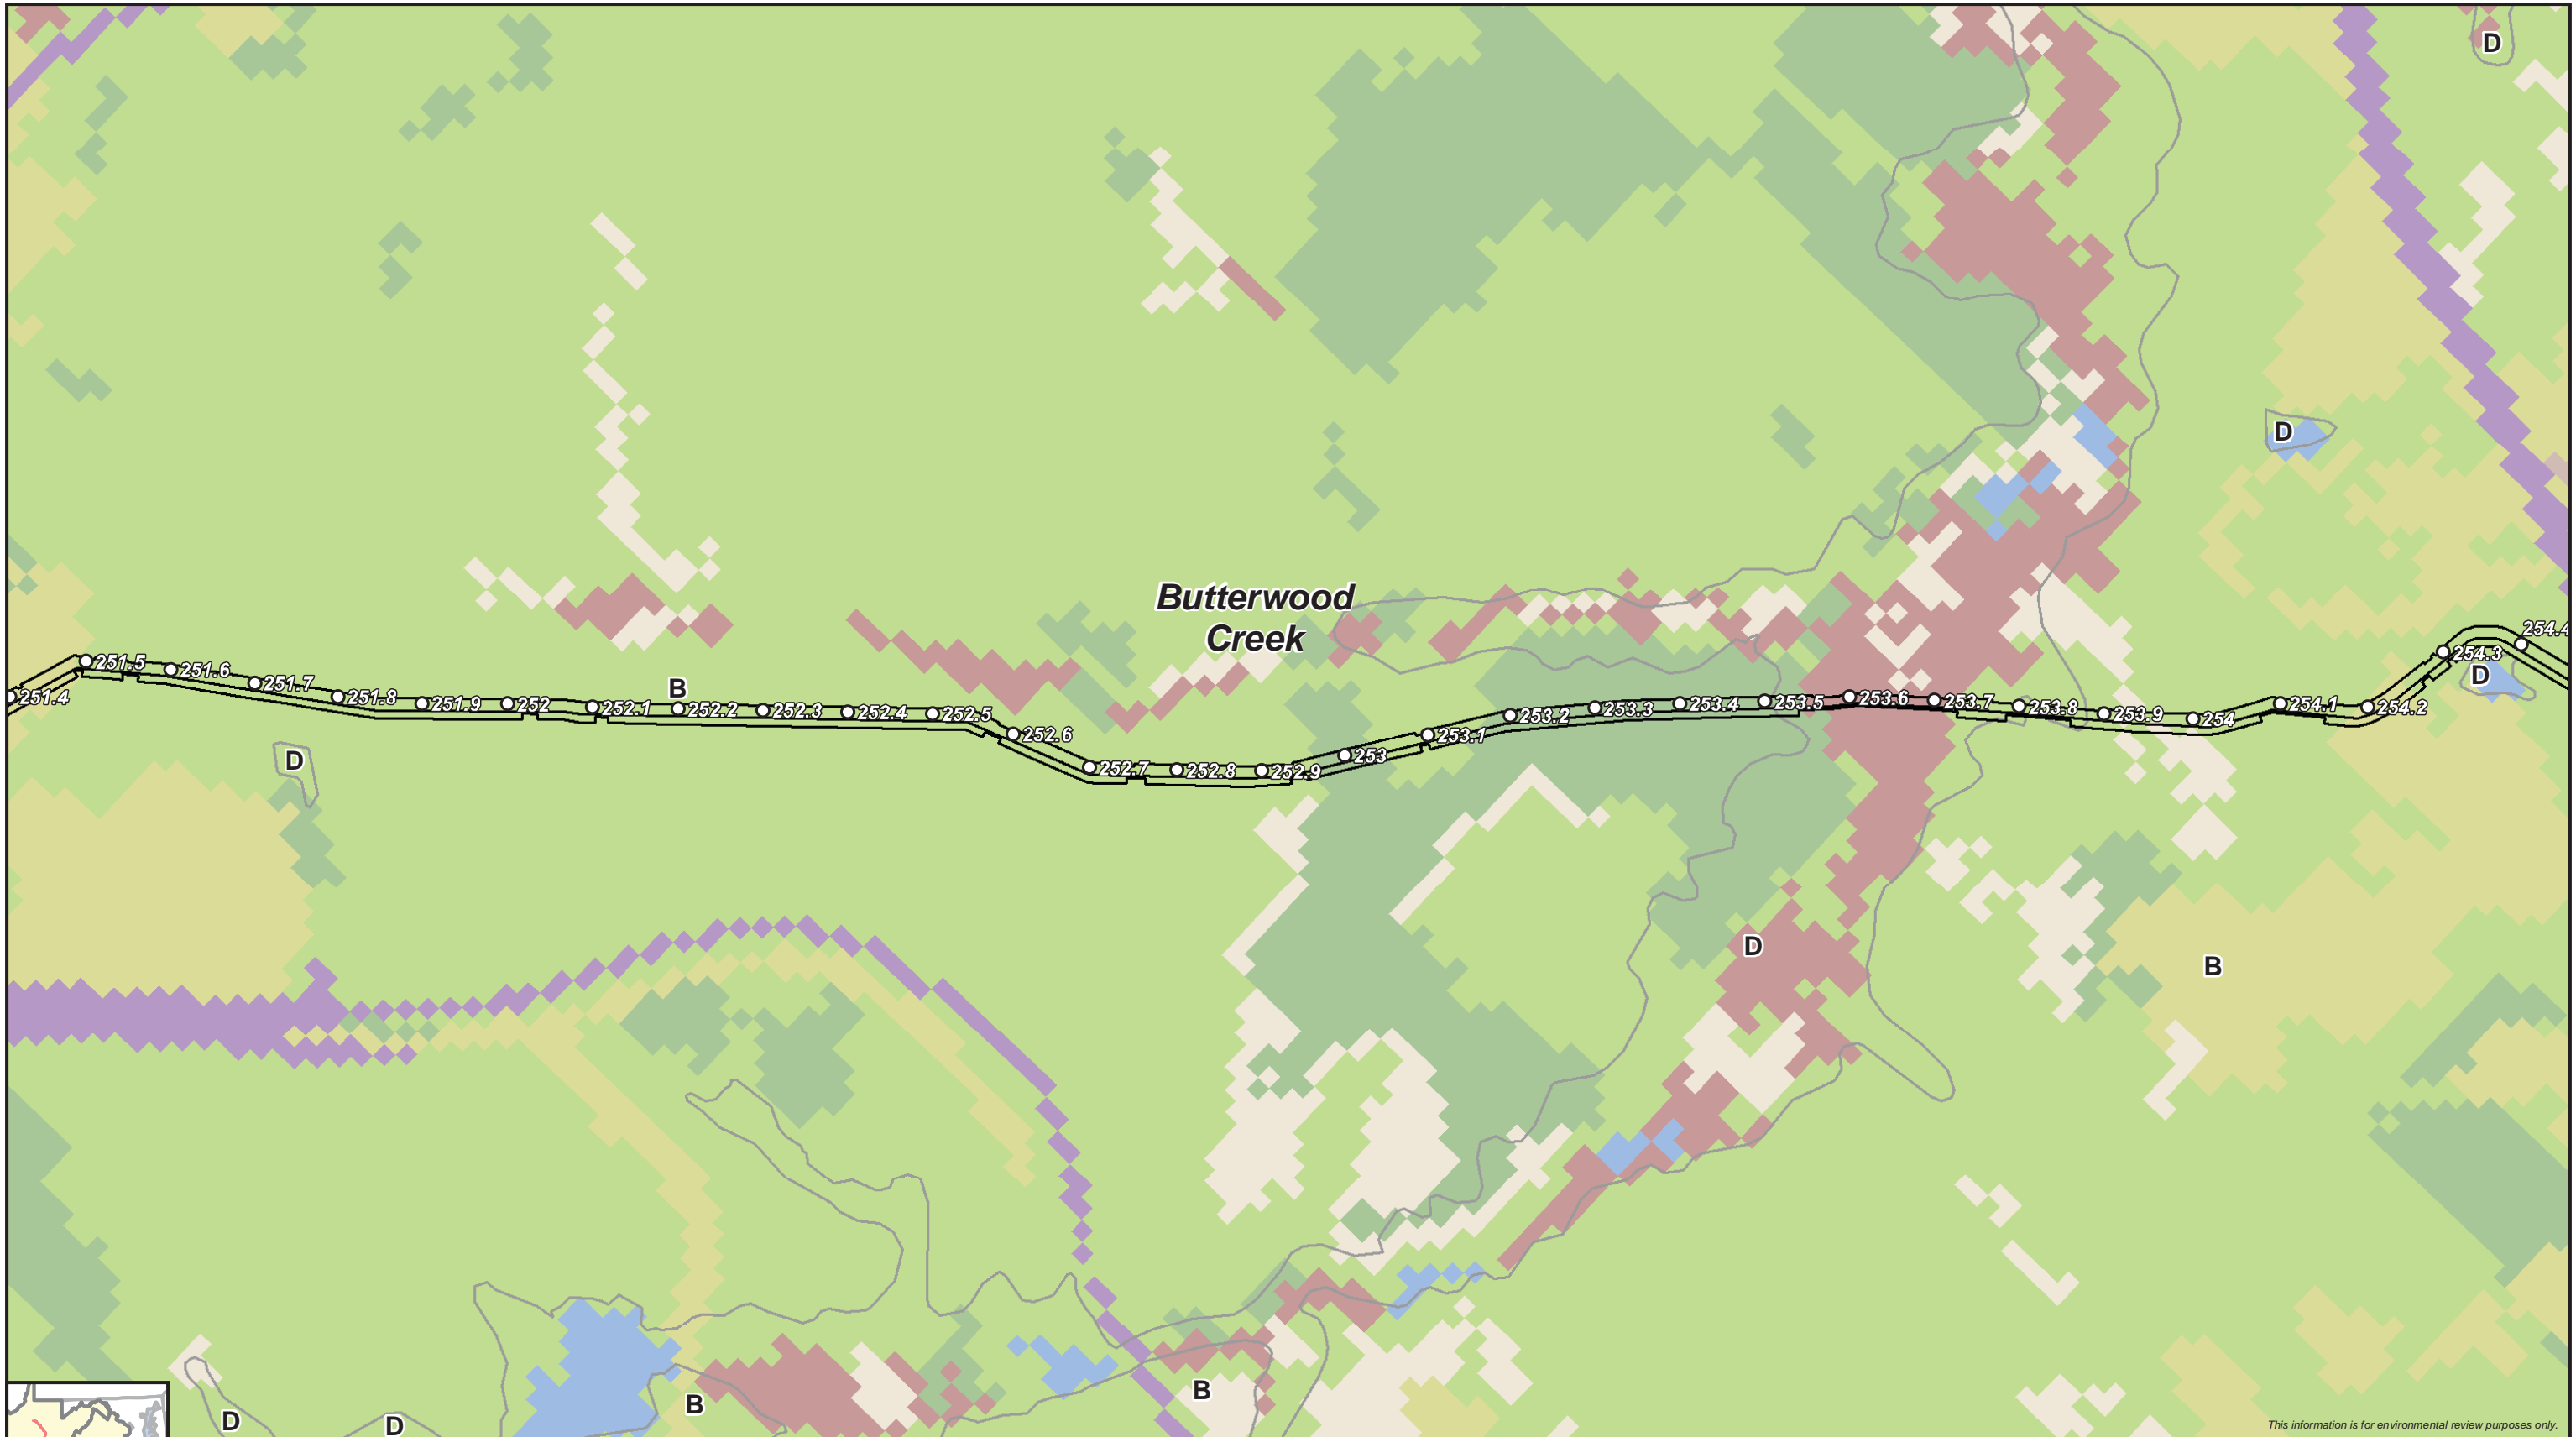 D
D
Butterwood
Creek
251.4
251.5
251.6
251.7
251.8
251.9
252
252.1
B
252.2
252.3
252.4
252.5
252.6
252.7
252.8
252.9
253
253.1
253.2
253.3
253.4
253.5
253.6
253.7
253.8
253.9
254
254.1
254.2
254.3
254.4
D
D
D
B
B
B
D
D
This information is for environmental review purposes only.